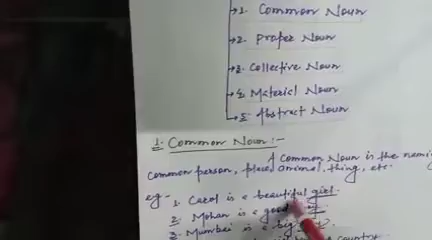 1. Common Noun
2. Proper Noun
3. Collective Noun
4. Material Noun
5. Abstract Noun
1. Common Noun :-
A Common Noun is the
common person, place, animal, thing, etc.
eg - 1. Carol is a beautiful girl.
2. Mohan is a good
3. Mumbai is a big
country